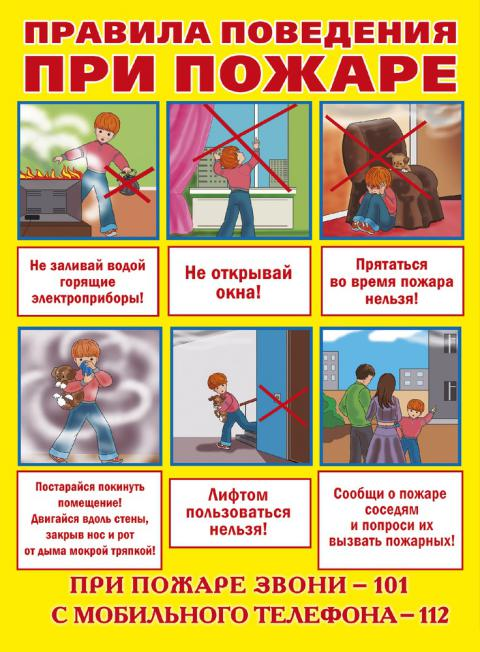 ПРАВИЛА ПОВЕДЕНИЯ
ПРИ ПОЖАРЕ
Не заливай водой
горящие
электроприборы!
Не открывай
окна!
Прятаться
во время пожара
нельзя!
Постарайся покинуть
помещение!
Двигайся вдоль стены,
закрыв нос и рот
от дыма мокрой тряпкой!
Лифтом
пользоваться
нельзя!
Сообщи о пожаре
соседям
и попроси их
вызвать пожарных!
ПРИ ПОЖАРЕ ЗВОНИ – 101
С МОБИЛЬНОГО ТЕЛЕФОНА – 112